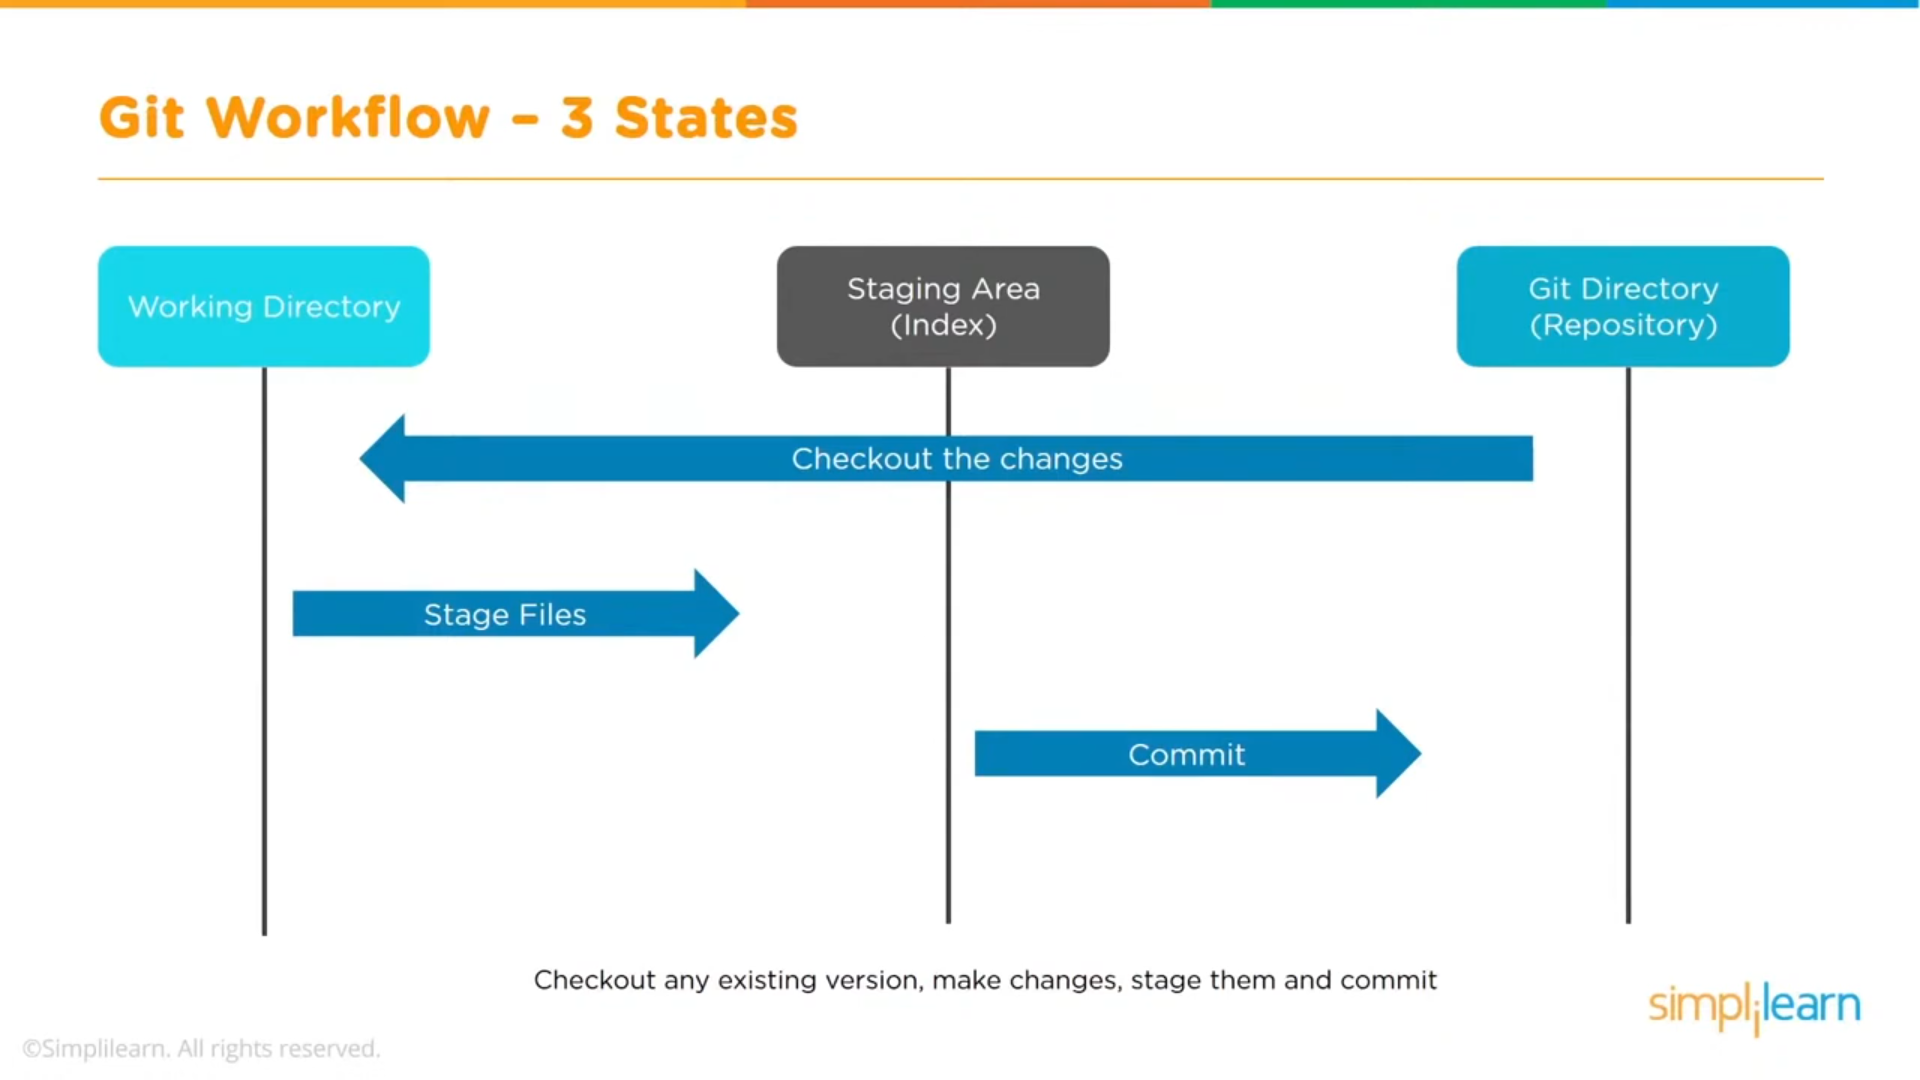 Git Workflow – 3 States
Working Directory
Staging Area
(Index)
Git Directory
(Repository)
Checkout the changes
Stage Files
Commit
Checkout any existing version, make changes, stage them and commit
simplilearn
©Simplilearn. All rights reserved.